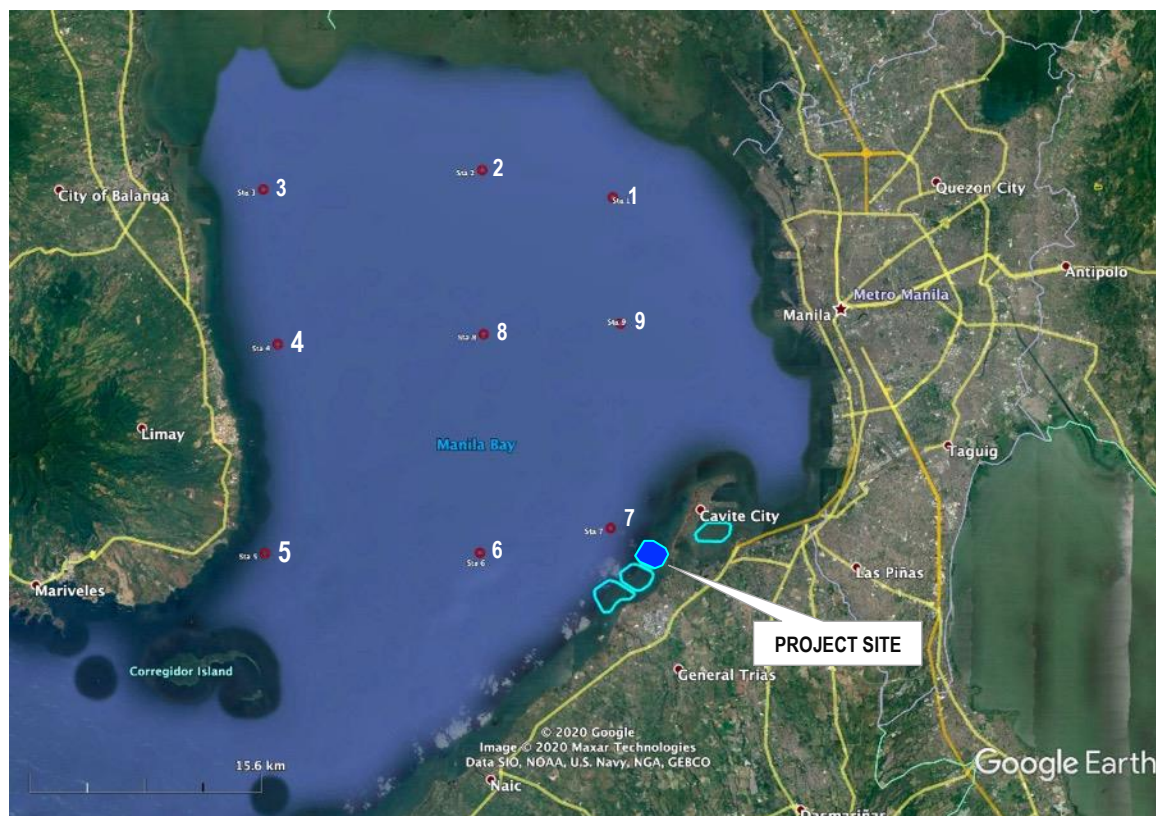 2
Sta 2
3
Sta 3
City of Balanga
1
Sta 1
Quezon City
Antipolo
Metro Manila
Manila
9
Sta 9
8
Sta 8
4
Sta 4
Limay
Manila Bay
Taguig
Cavite City
7
Sta 7
5
Sta 5
6
Sta 6
Las Piñas
Mariveles
PROJECT SITE
Corregidor Island
General Trias
© 2020 Google
Image © 2020 Maxar Technologies
Data SIO, NOAA, U.S. Navy, NGA, GEBCO
15.6 km
Google Earth
Naic
Dasmariñas